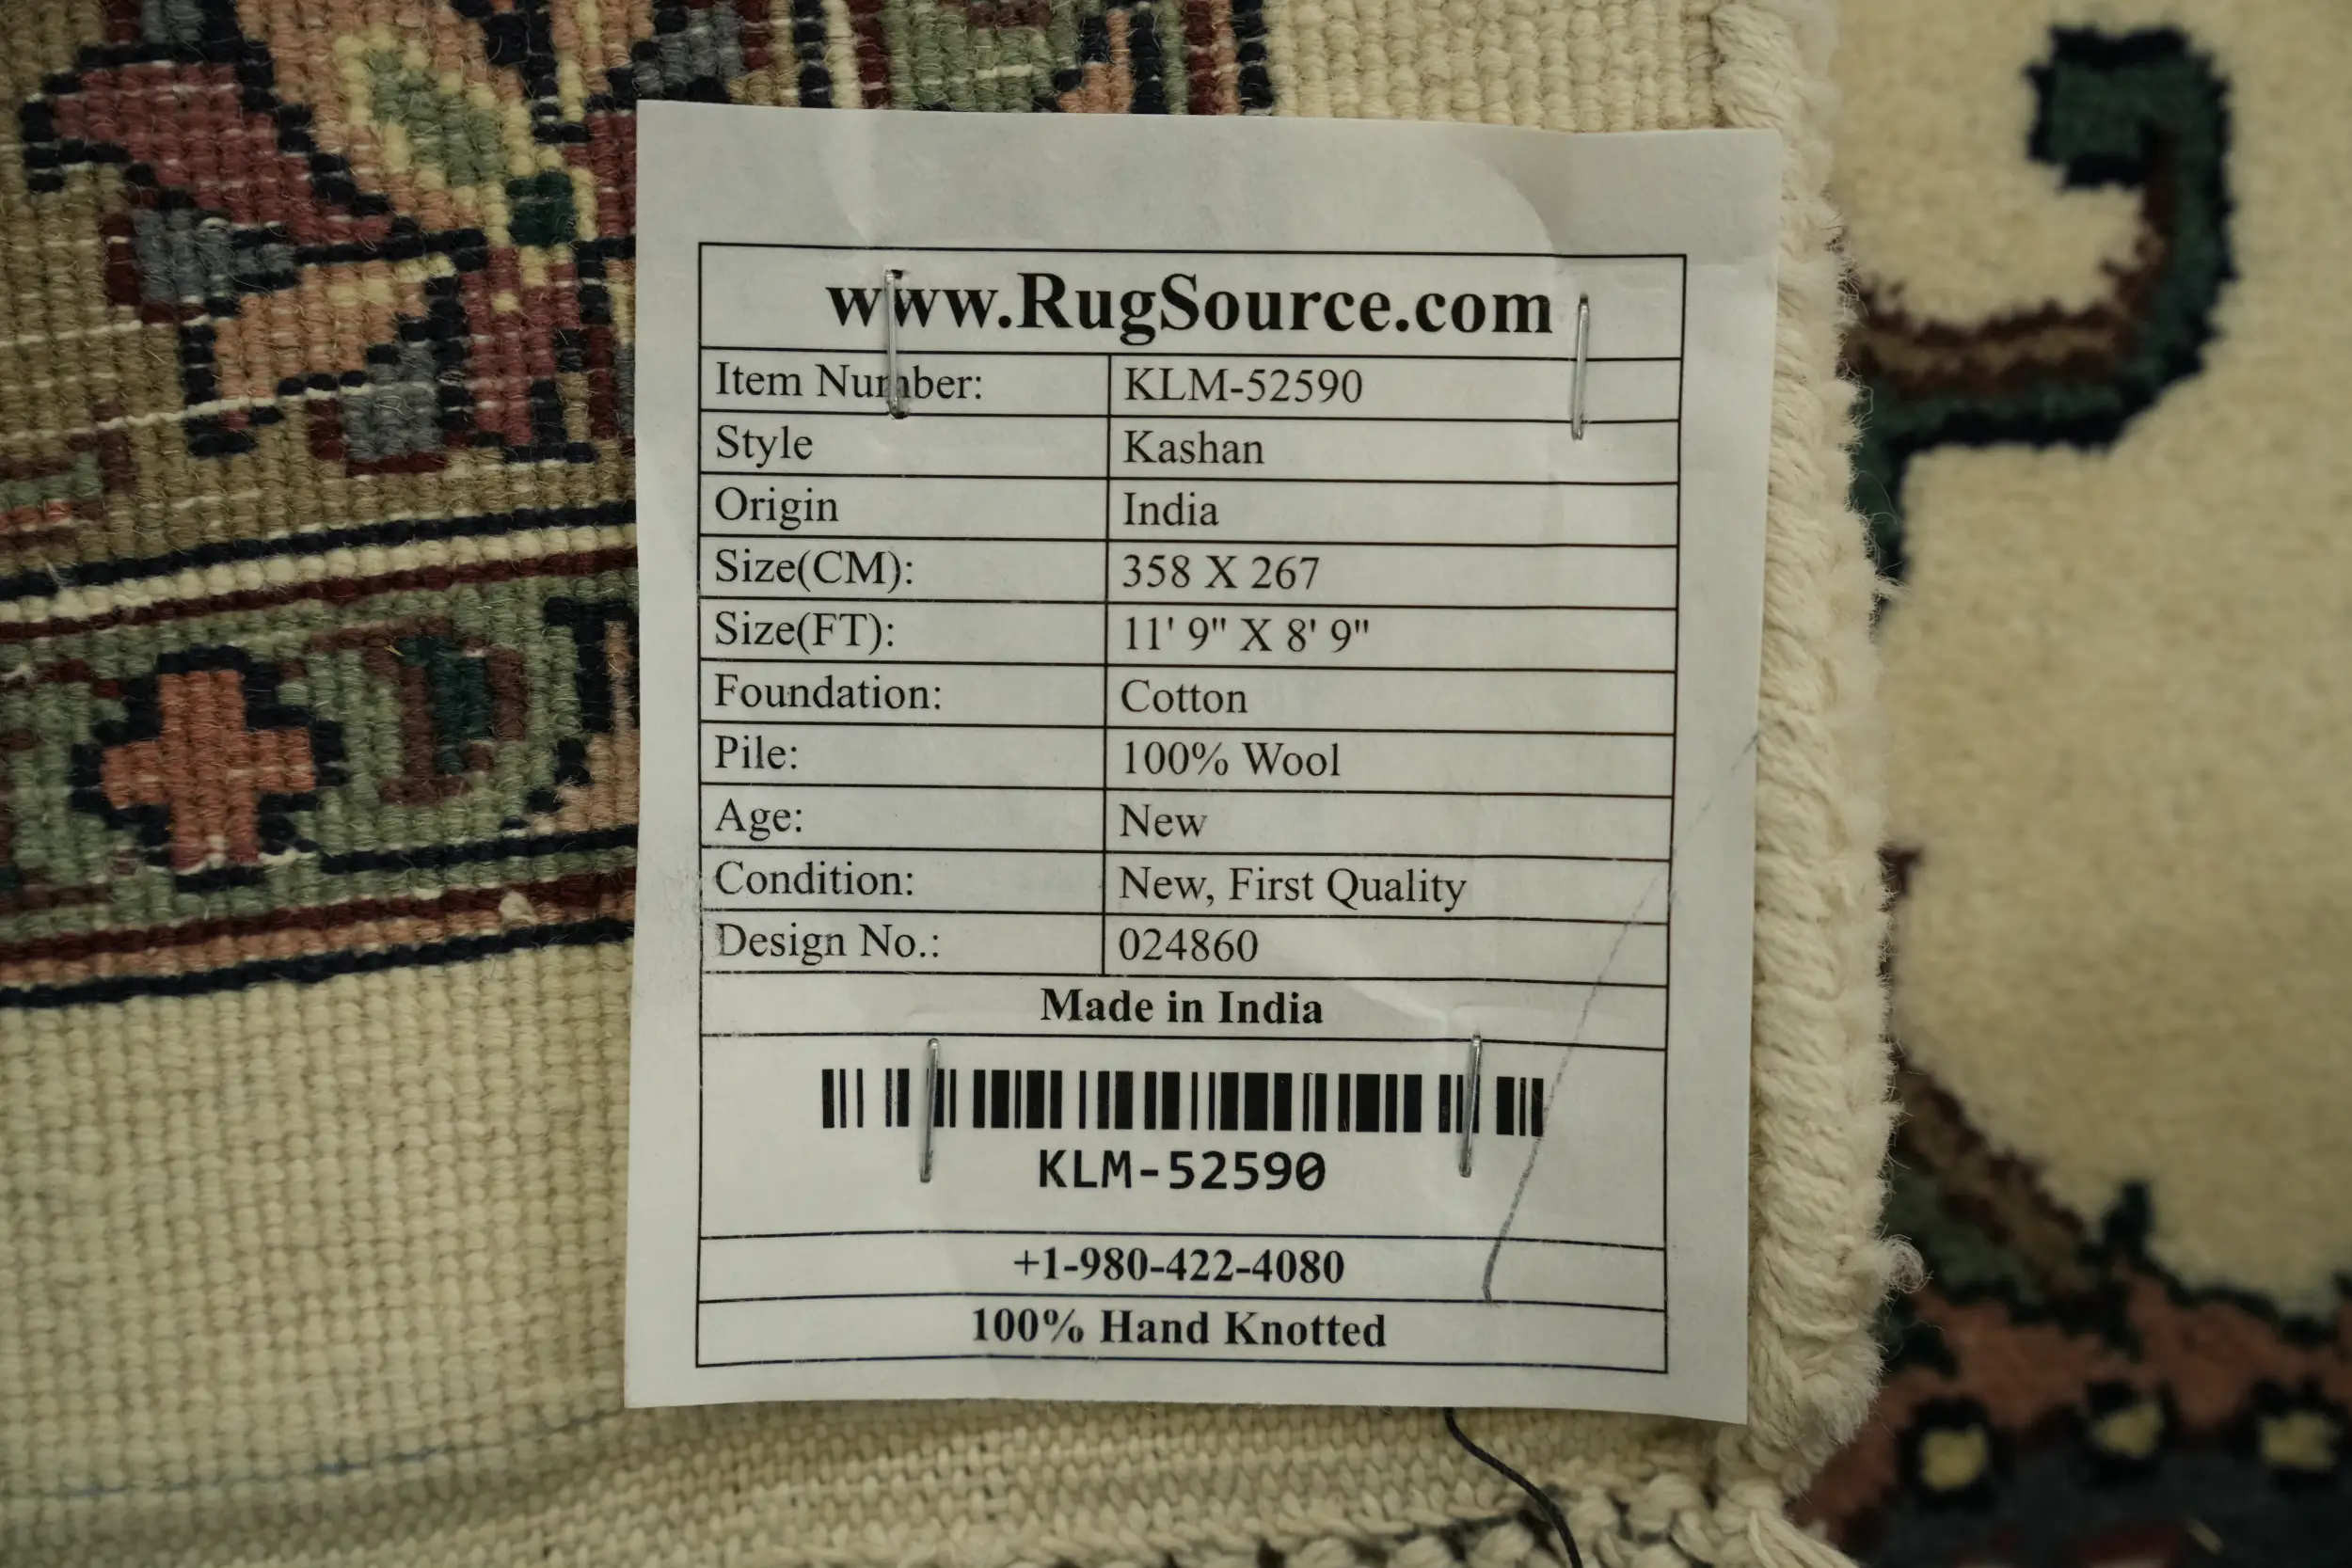 www.RugSource.com
Item Number: KLM-52590
Style Kashan
Origin India
Size(CM): 358 X 267
Size(FT): 11' 9" X 8' 9"
Foundation: Cotton
Pile: 100% Wool
Age: New
Condition: New, First Quality
Design No.: 024860
Made in India
KLM-52590
+1-980-422-4080
100% Hand Knotted